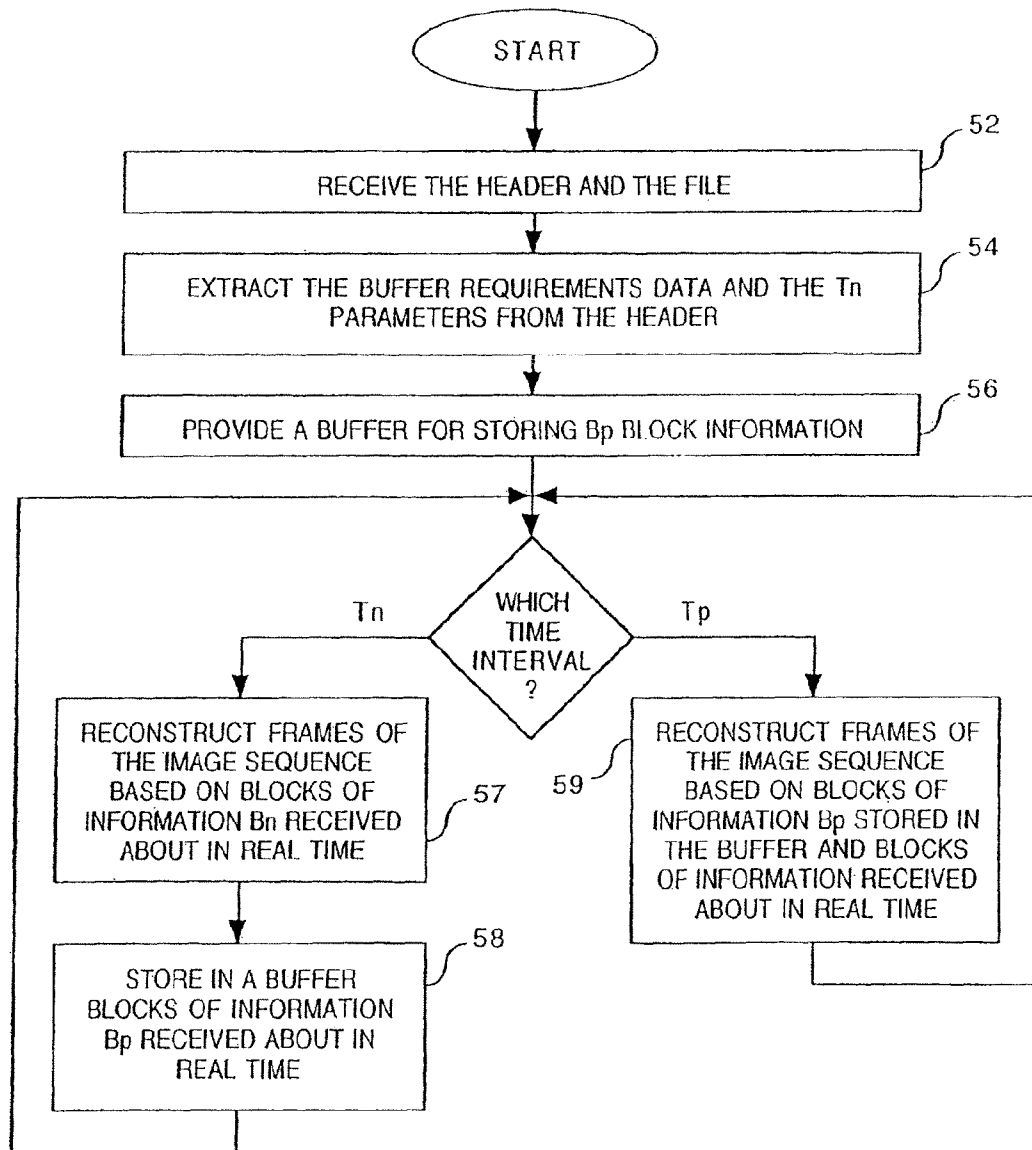 START
52
RECEIVE THE HEADER AND THE FILE
54
EXTRACT THE BUFFER REQUIREMENTS DATA AND THE Tn
PARAMETERS FROM THE HEADER
56
PROVIDE A BUFFER FOR STORING Bp BLOCK INFORMATION
Tn
WHICH
TIME
INTERVAL
?
Tp
RECONSTRUCT FRAMES OF
THE IMAGE SEQUENCE
BASED ON BLOCKS OF
INFORMATION Bn RECEIVED
ABOUT IN REAL TIME
57
59
RECONSTRUCT FRAMES OF
THE IMAGE SEQUENCE
BASED ON BLOCKS OF
INFORMATION Bp STORED IN
THE BUFFER AND BLOCKS
OF INFORMATION RECEIVED
ABOUT IN REAL TIME
58
STORE IN A BUFFER
BLOCKS OF INFORMATION
Bp RECEIVED ABOUT IN
REAL TIME